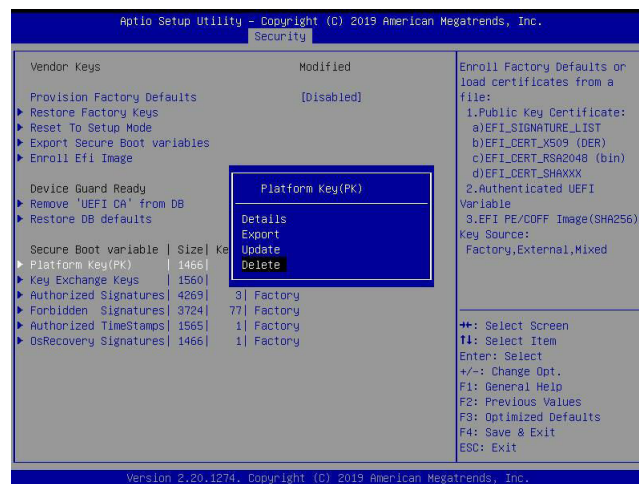 Aptio Setup Utility – Copyright (C) 2019 American Megatrends, Inc.
Security
Vendor Keys Modified
Provision Factory Defaults [Disabled]
Restore Factory Keys
Reset To Setup Mode
Export Secure Boot variables
Enroll Efi Image
Device Guard Ready
Remove 'UEFI CA' from DB
Restore DB defaults
Secure Boot variable | Size| Ke
Platform Key(PK) | 1466|
Key Exchange Keys | 1560|
Authorized Signatures| 4269| 3| Factory
Forbidden Signatures| 3724| 77| Factory
Authorized TimeStamps| 1565| 1| Factory
OsRecovery Signatures| 1466| 1| Factory
Platform Key(PK)
Details
Export
Update
Delete
Enroll Factory Defaults or
load certificates from a
file:
1.Public Key Certificate:
a)EFI_SIGNATURE_LIST
b)EFI_CERT_X509 (DER)
c)EFI_CERT_RSA2048 (bin)
d)EFI_CERT_SHAXXX
2.Authenticated UEFI
Variable
3.EFI PE/COFF Image(SHA256)
Key Source:
Factory,External,Mixed
→←: Select Screen
↑↓: Select Item
Enter: Select
+/-: Change Opt.
F1: General Help
F2: Previous Values
F3: Optimized Defaults
F4: Save & Exit
ESC: Exit
Version 2.20.1274. Copyright (C) 2019 American Megatrends, Inc.